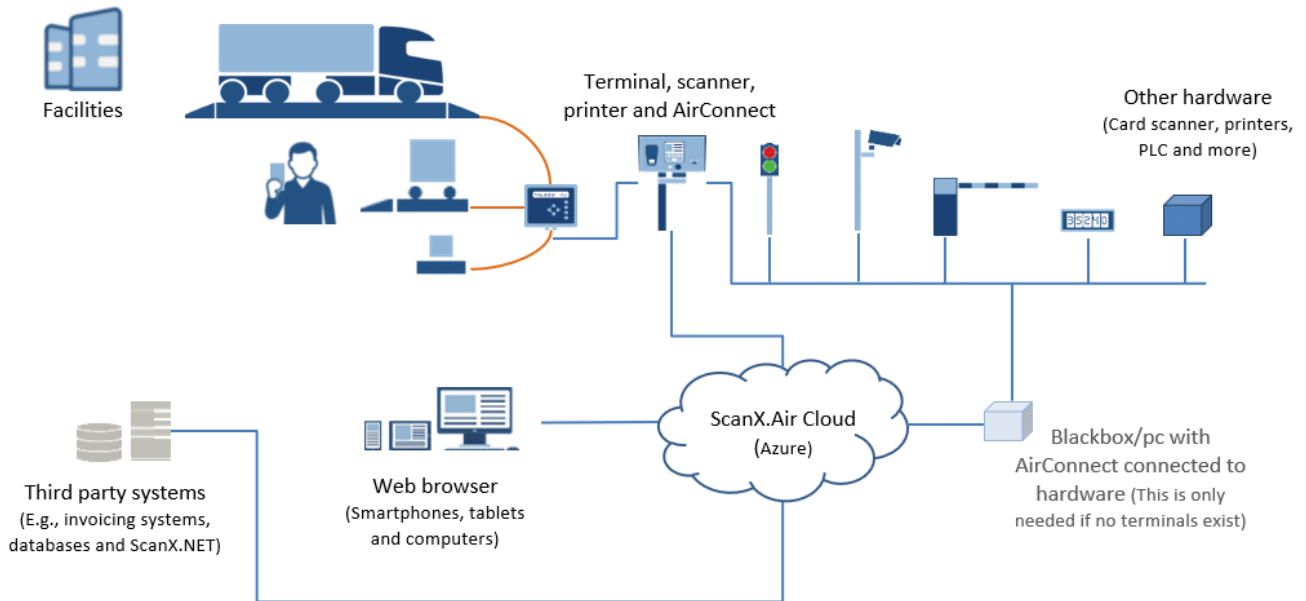 Facilities
Terminal, scanner,
printer and AirConnect
Other hardware
(Card scanner, printers,
PLC and more)
35240
ScanX.Air Cloud
(Azure)
Blackbox/pc with
AirConnect connected to
hardware (This is only
needed if no terminals exist)
Web browser
(Smartphones, tablets
and computers)
Third party systems
(E.g., invoicing systems,
databases and ScanX.NET)